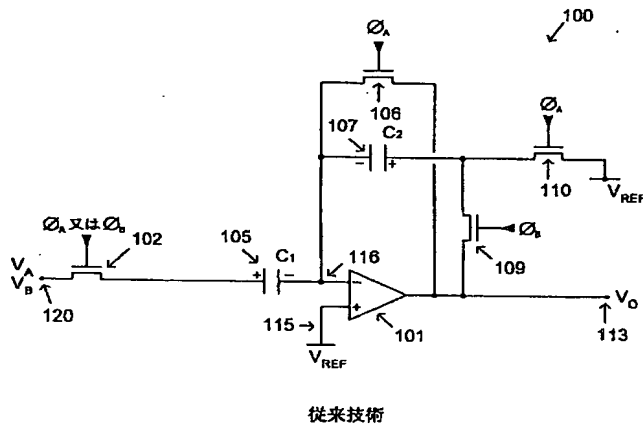 100
ØA
106
107
C2
−
+
ØA
110
VREF
ØA 又は ØB
102
105
C1
+
−
116
ØB
109
VA
VB
120
−
+
115
101
VO
113
VREF
従来技術